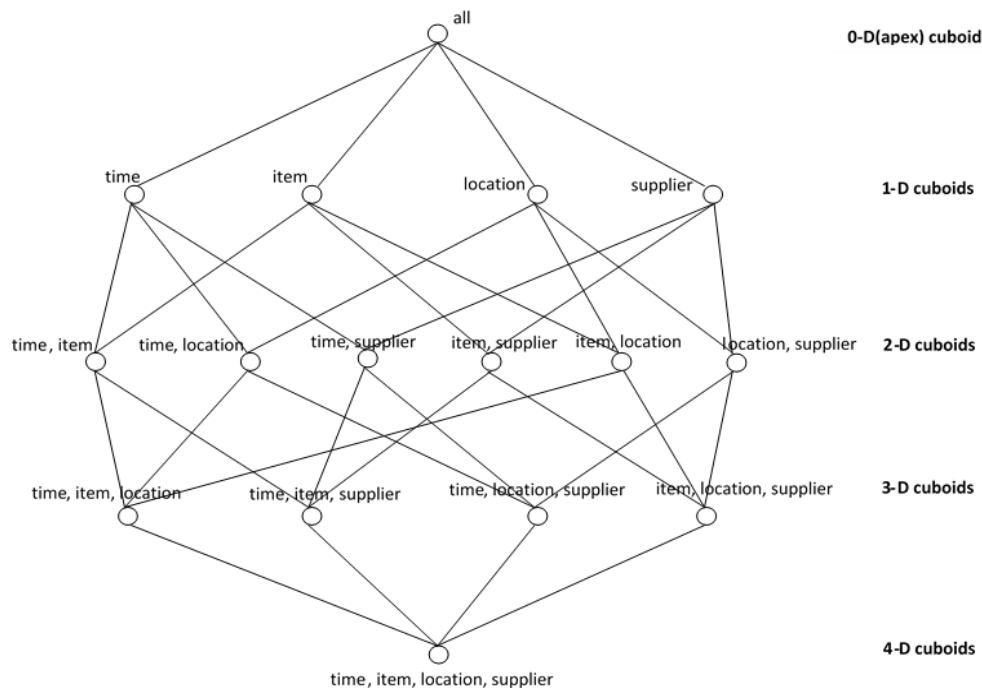 all
0-D(apex) cuboid
time
item
location
supplier
1-D cuboids
time, item
time, location
time, supplier
item, supplier
item, location
location, supplier
2-D cuboids
time, item, location
time, item, supplier
time, location, supplier
item, location, supplier
3-D cuboids
4-D cuboids
time, item, location, supplier